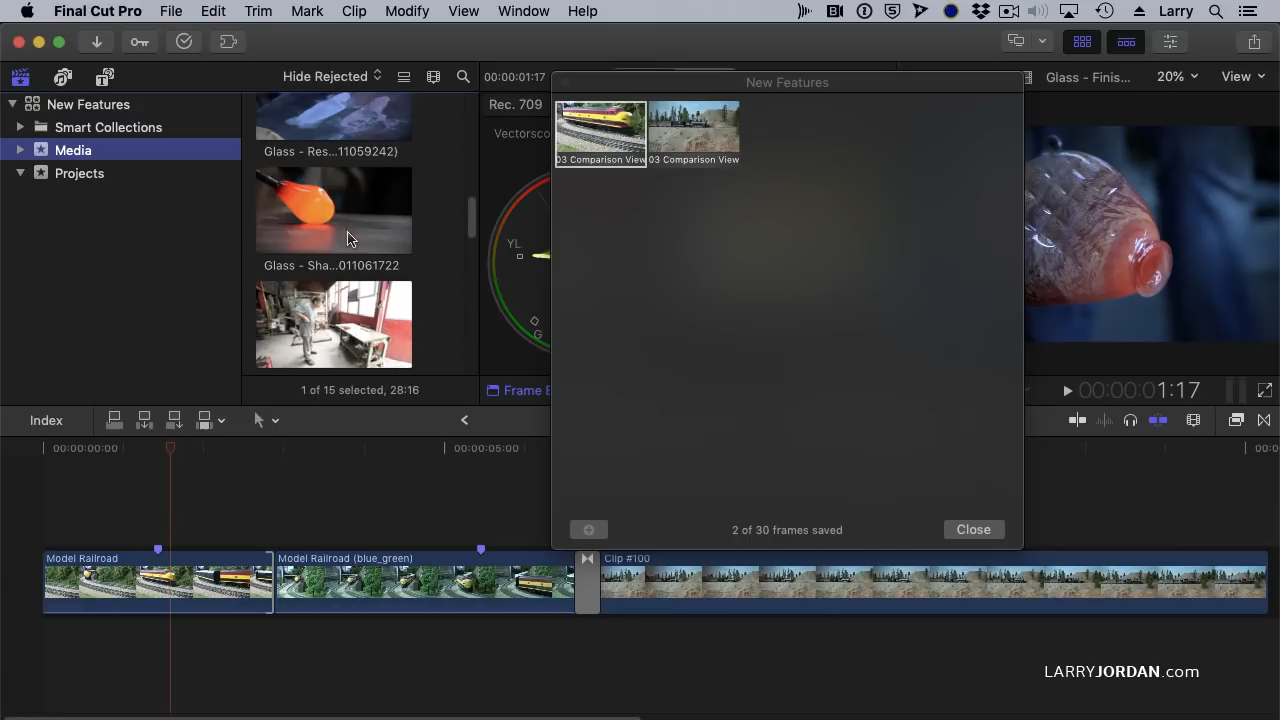 Final Cut Pro File Edit Trim Mark Clip Modify View Window Help Larry
Hide Rejected 00:00:01:17 New Features Glass - Finis... 20% View
New Features
Smart Collections
Media
Projects
Glass - Res...11059242)
Glass - Sha...011061722
1 of 15 selected, 28:16
Rec. 709
Vectorsco
YL
G
Frame B
03 Comparison View 03 Comparison View
2 of 30 frames saved Close
00:00:01:17
Index
00:00:00:00 00:00:05:00 00:00
Model Railroad Model Railroad (blue_green) Clip #100
LARRYJORDAN.com